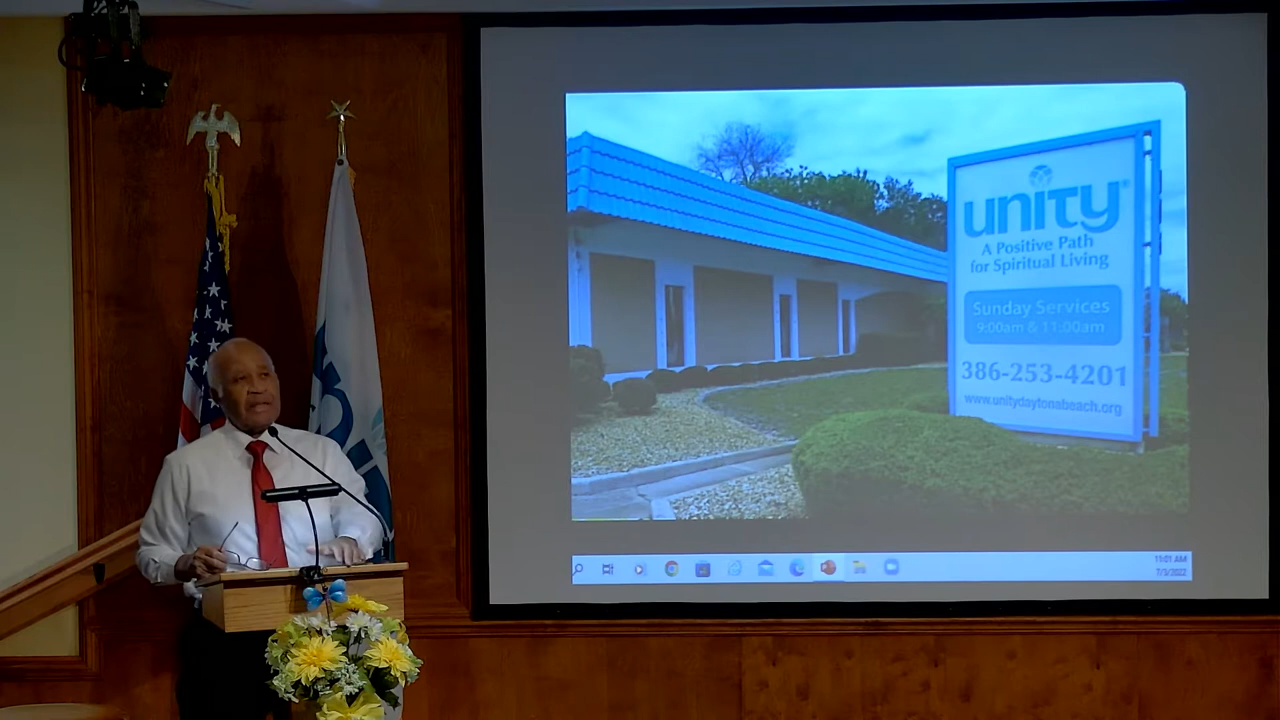 unity®
A Positive Path
for Spiritual Living
Sunday Services
9:00am & 11:00am
386-253-4201
www.unitydaytonabeach.org
11:01 AM
7/3/2022